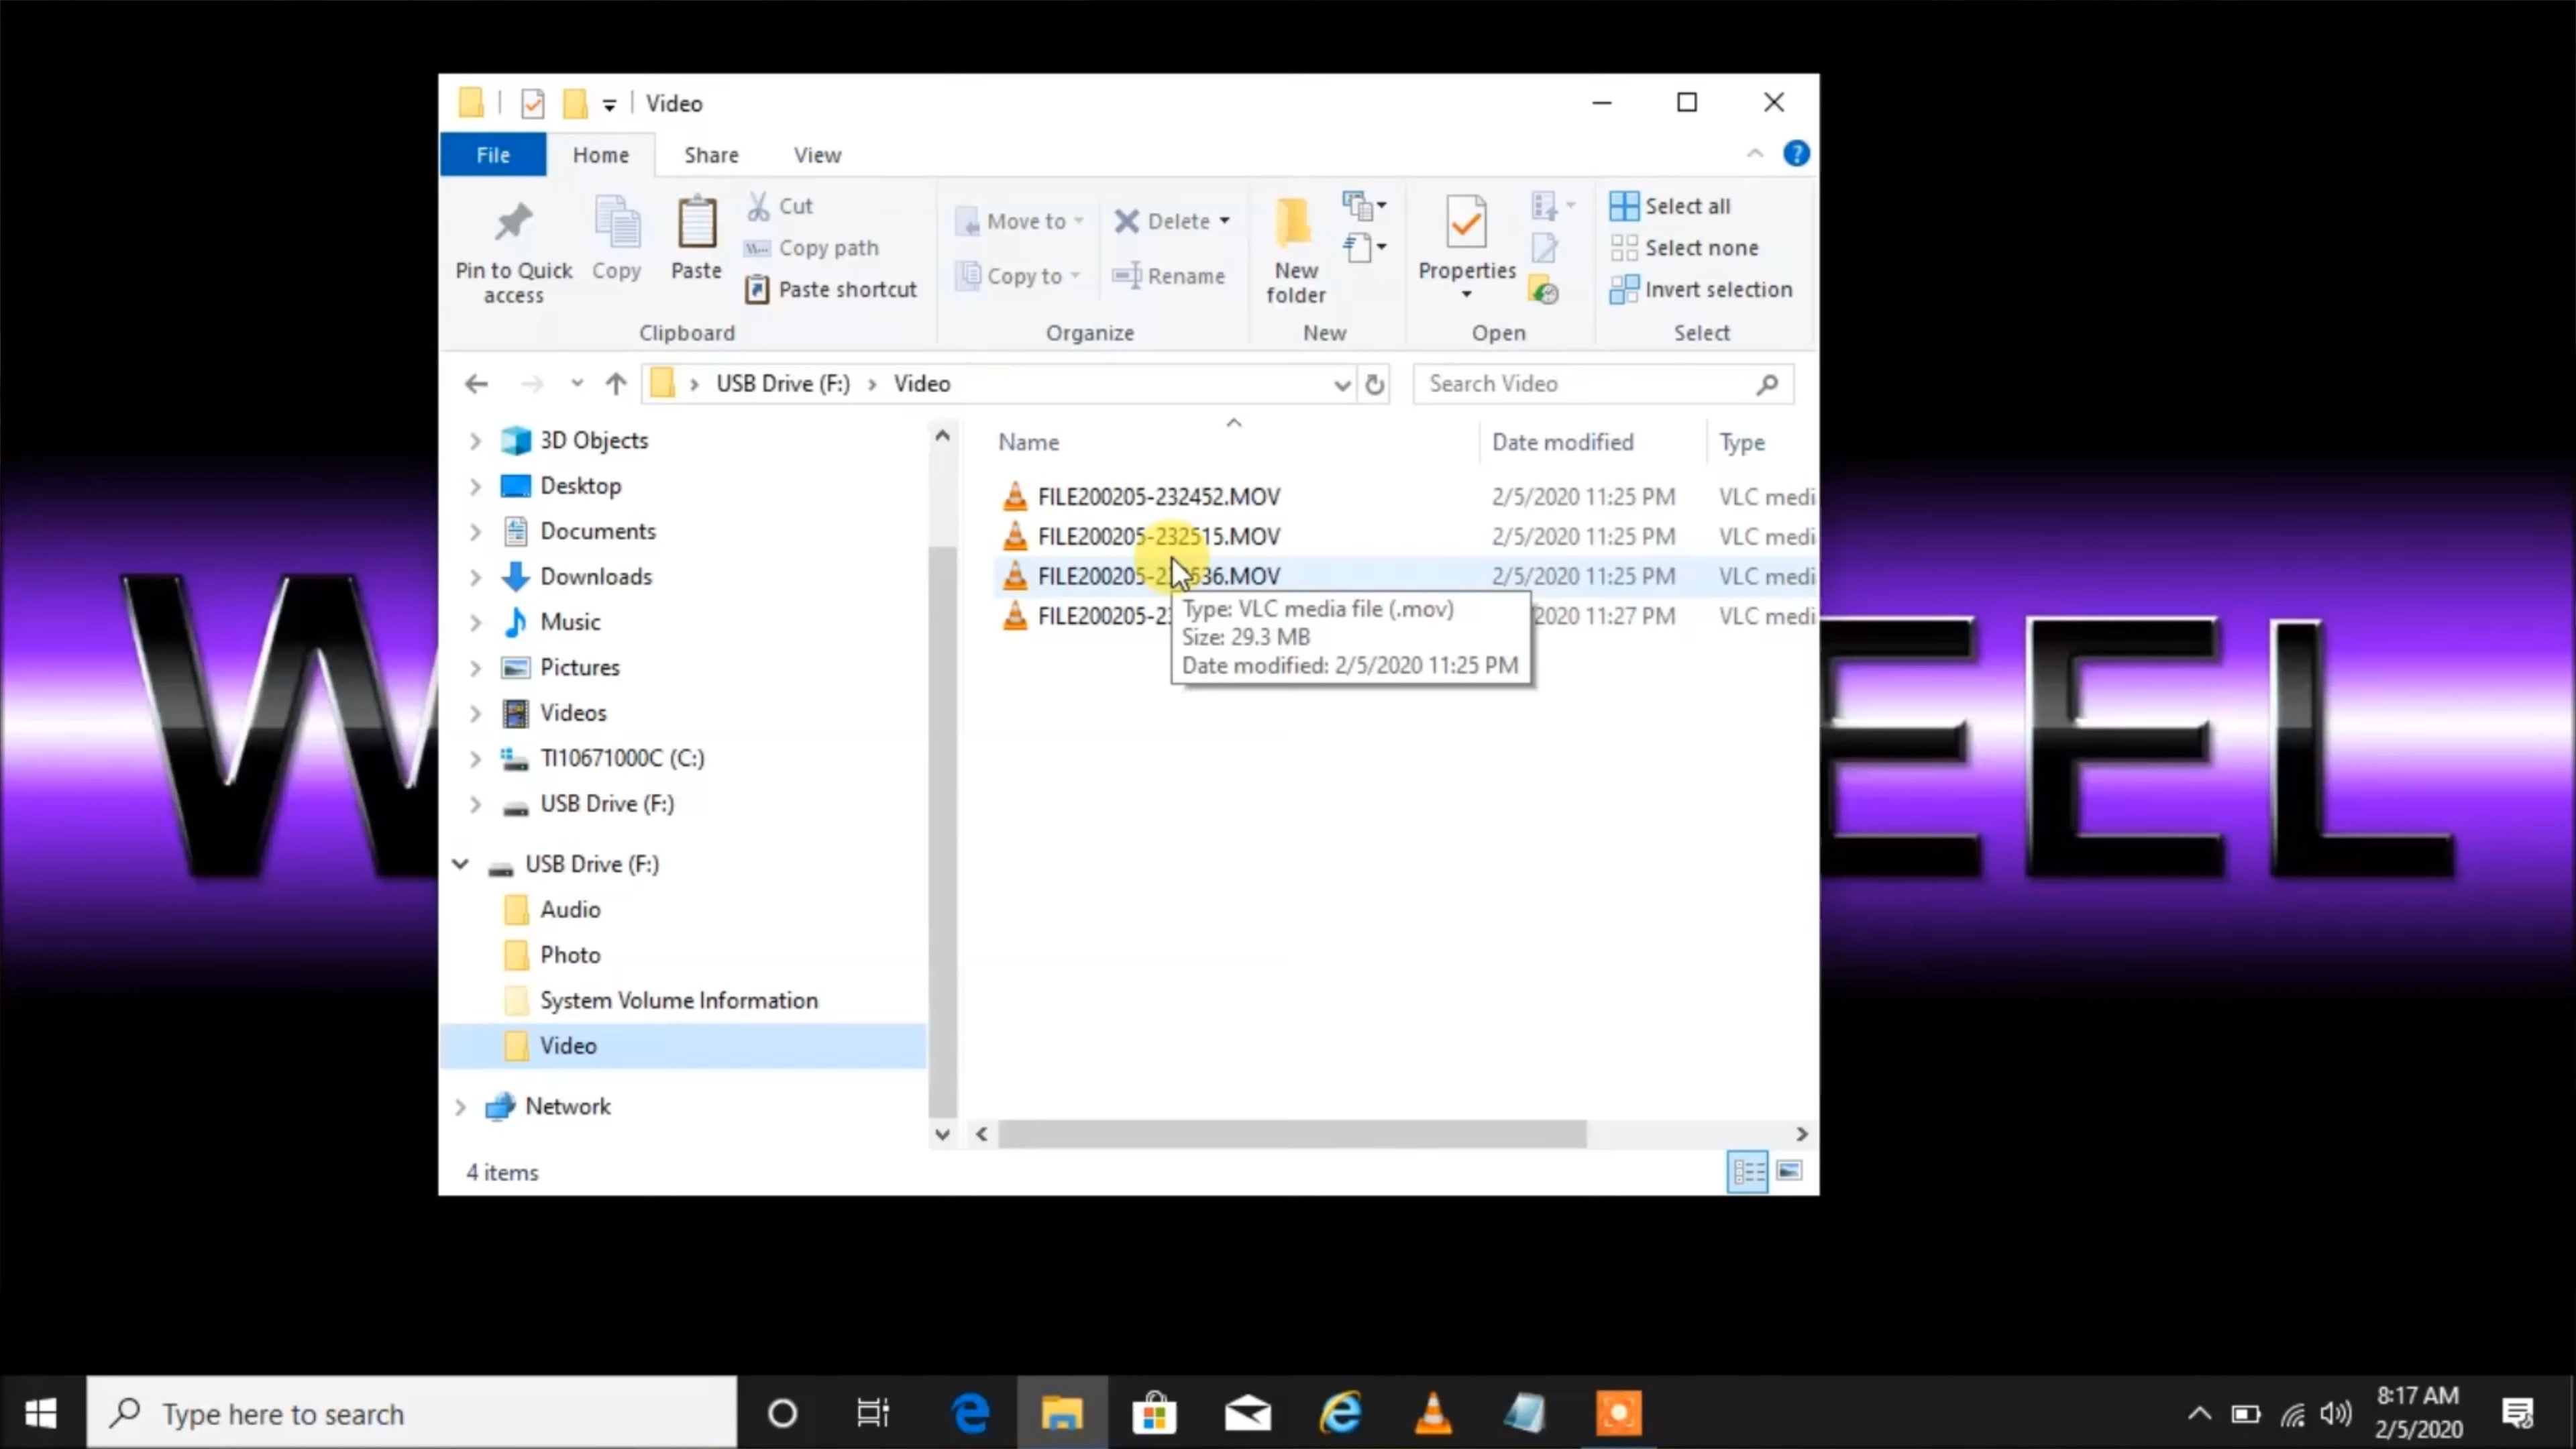 Video
File Home Share View
Pin to Quick access
Copy
Paste
Cut
Copy path
Paste shortcut
Clipboard
Move to
Copy to
Delete
Rename
Organize
New folder
New
Properties
Open
Select all
Select none
Invert selection
Select
USB Drive (F:) Video
Search Video
3D Objects
Desktop
Documents
Downloads
Music
Pictures
Videos
TI10671000C (C:)
USB Drive (F:)
USB Drive (F:)
Audio
Photo
System Volume Information
Video
Network
Name Date modified Type
FILE200205-232452.MOV 2/5/2020 11:25 PM VLC medi
FILE200205-232515.MOV 2/5/2020 11:25 PM VLC medi
2/5/2020 11:25 PM VLC medi
FILE200205-23 2020 11:27 PM VLC medi
Type: VLC media file (.mov)
Size: 29.3 MB
Date modified: 2/5/2020 11:25 PM
4 items
W EEL
Type here to search
8:17 AM
2/5/2020